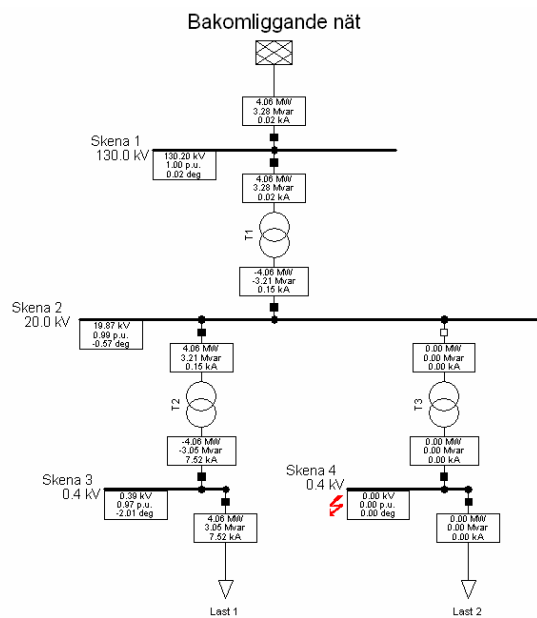 Bakomliggande nät
4.06 MW
3.28 Mvar
0.02 kA
Skena 1
130.0 kV
130.20 kV
1.00 p.u.
0.02 deg
4.06 MW
3.28 Mvar
0.02 kA
T1
-4.06 MW
-3.21 Mvar
0.15 kA
Skena 2
20.0 kV
19.87 kV
0.99 p.u.
-0.57 deg
4.06 MW
3.21 Mvar
0.15 kA
0.00 MW
0.00 Mvar
0.00 kA
T2
T3
-4.06 MW
-3.05 Mvar
7.52 kA
0.00 MW
0.00 Mvar
0.00 kA
Skena 3
0.4 kV
0.39 kV
0.97 p.u.
-2.01 deg
Skena 4
0.4 kV
0.00 kV
0.00 p.u.
0.00 deg
4.06 MW
3.05 Mvar
7.52 kA
0.00 MW
0.00 Mvar
0.00 kA
Last 1
Last 2